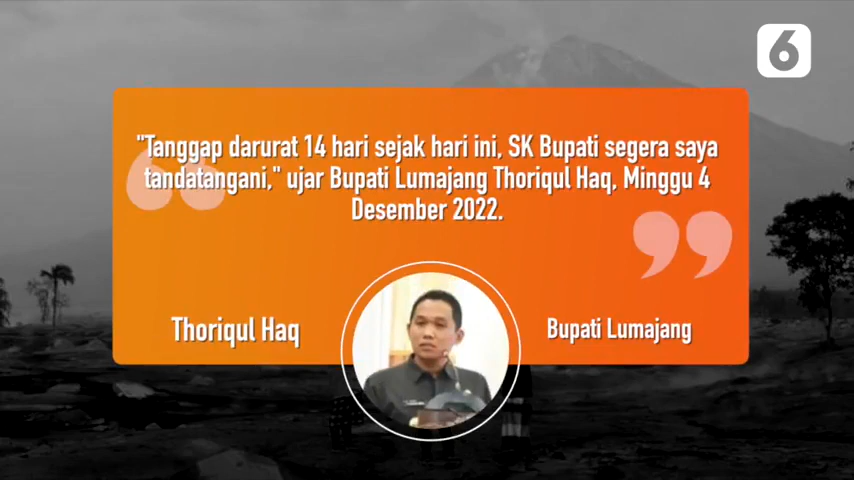 6
"Tanggap darurat 14 hari sejak hari ini, SK Bupati segera saya
tandatangani," ujar Bupati Lumajang Thoriqul Haq, Minggu 4
Desember 2022.
Thoriqul Haq
Bupati Lumajang